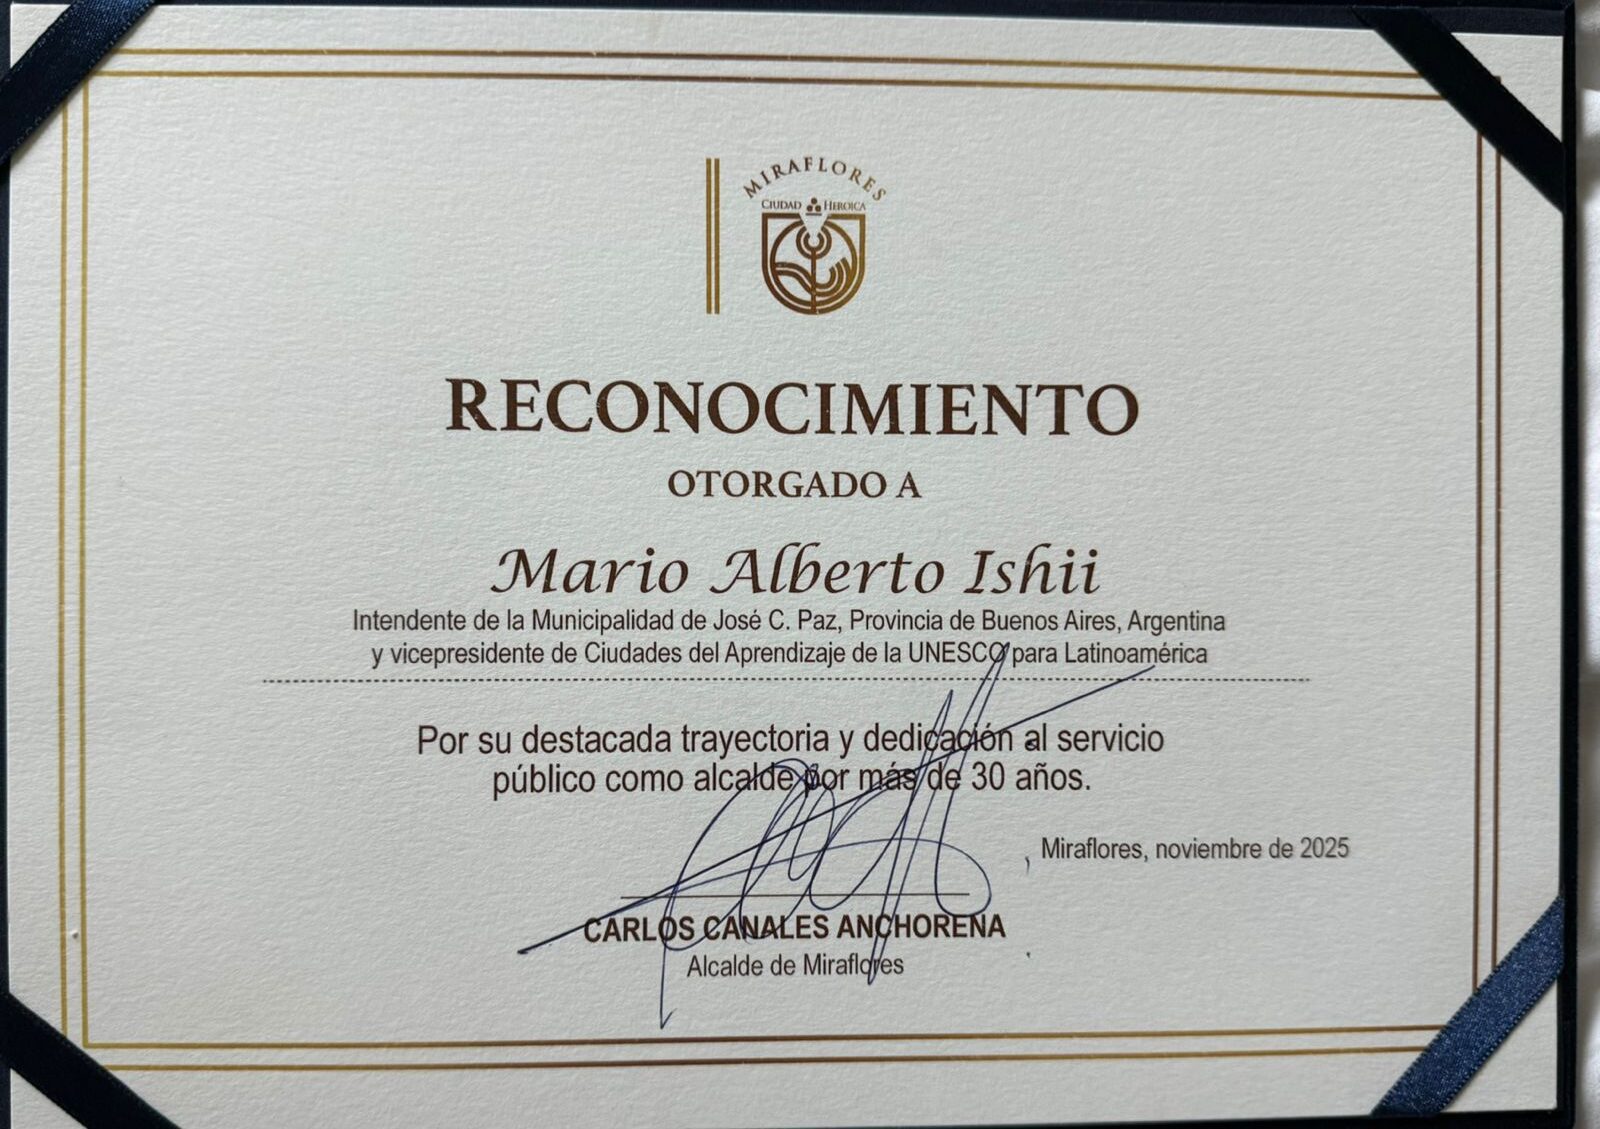 MIRAFLORES
CIUDAD HEROICA
RECONOCIMIENTO
OTORGADO A
Mario Alberto Ishii
Intendente de la Municipalidad de José C. Paz, Provincia de Buenos Aires, Argentina
y vicepresidente de Ciudades del Aprendizaje de la UNESCO para Latinoamérica
Por su destacada trayectoria y dedicación al servicio
público como alcalde por más de 30 años.
Miraflores, noviembre de 2025
CARLOS CANALES ANCHORENA
Alcalde de Miraflores